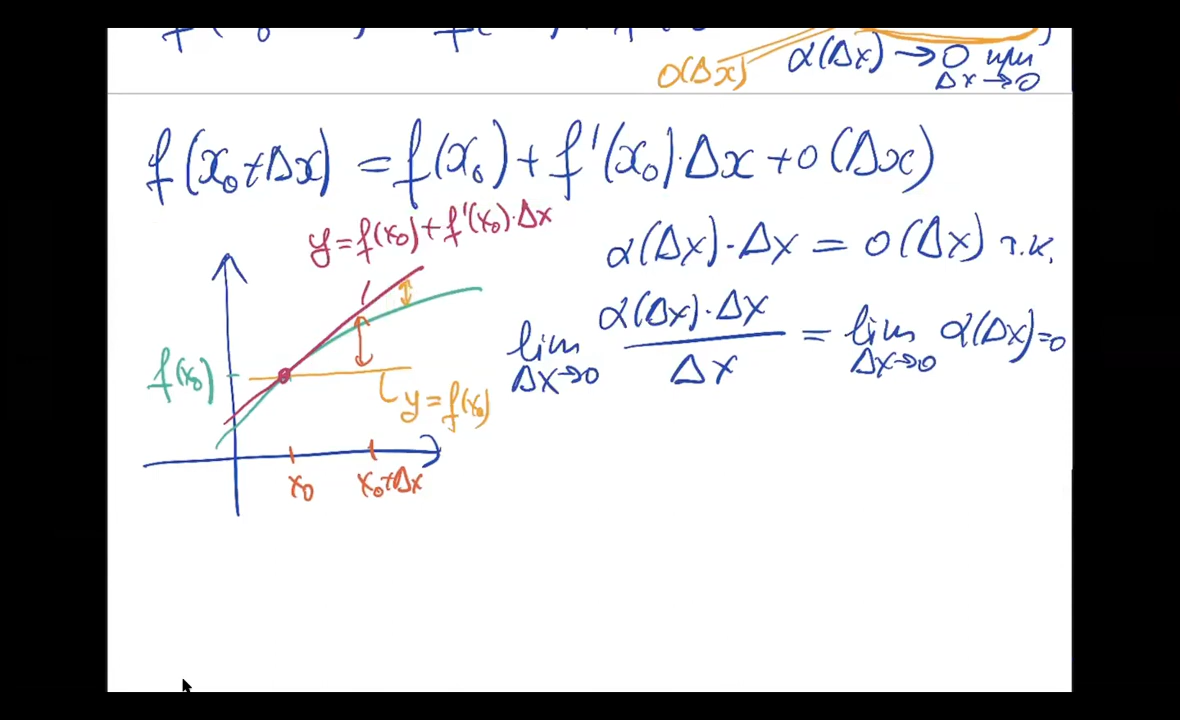 o(Δx) α(Δx) → 0 при
Δx → 0
f(x₀+Δx) = f(x₀) + f'(x₀)·Δx + o(Δx)
y = f(x₀) + f'(x₀)·Δx
α(Δx)·Δx = o(Δx) т.к.
lim Δx→0 α(Δx)·Δx / Δx = lim Δx→0 α(Δx)=0
f(x₀)
y = f(x₀)
x₀ x₀+Δx